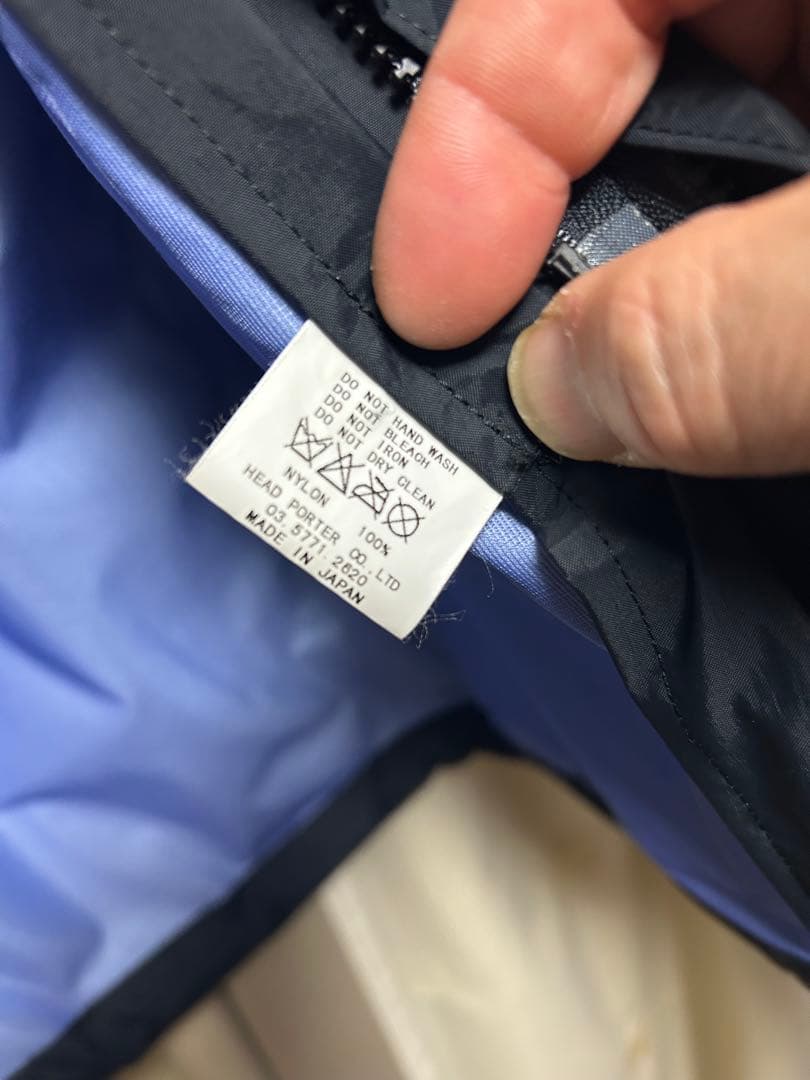 DO NOT HAND WASH
DO NOT BLEACH
DO NOT IRON
DO NOT DRY CLEAN
NYLON 100%
HEAD PORTER CO.,LTD
03.5771.2620
MADE IN JAPAN